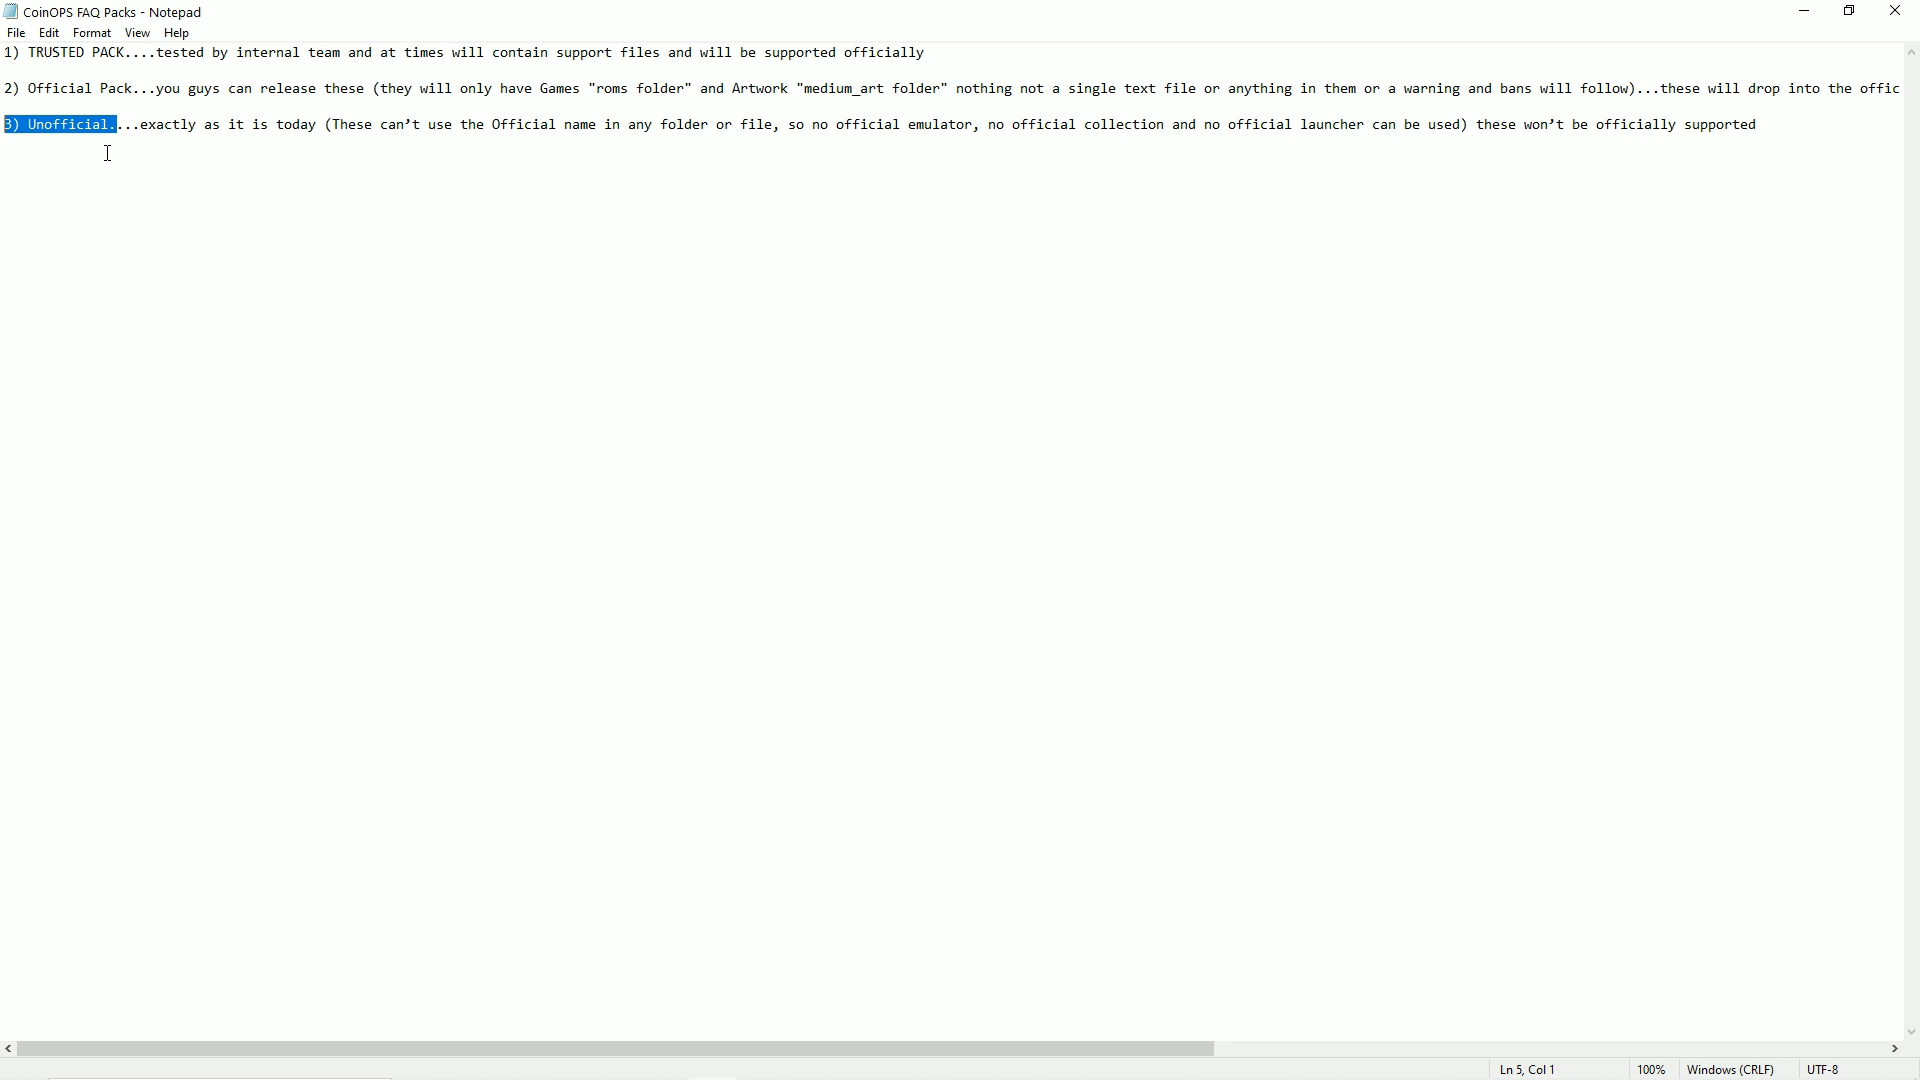 CoinOPS FAQ Packs - Notepad
File Edit Format View Help
1) TRUSTED PACK....tested by internal team and at times will contain support files and will be supported officially
2) Official Pack...you guys can release these (they will only have Games "roms folder" and Artwork "medium_art folder" nothing not a single text file or anything in them or a warning and bans will follow)...these will drop into the offic
3) Unofficial....exactly as it is today (These can’t use the Official name in any folder or file, so no official emulator, no official collection and no official launcher can be used) these won’t be officially supported
Ln 5, Col 1 100% Windows (CRLF) UTF-8